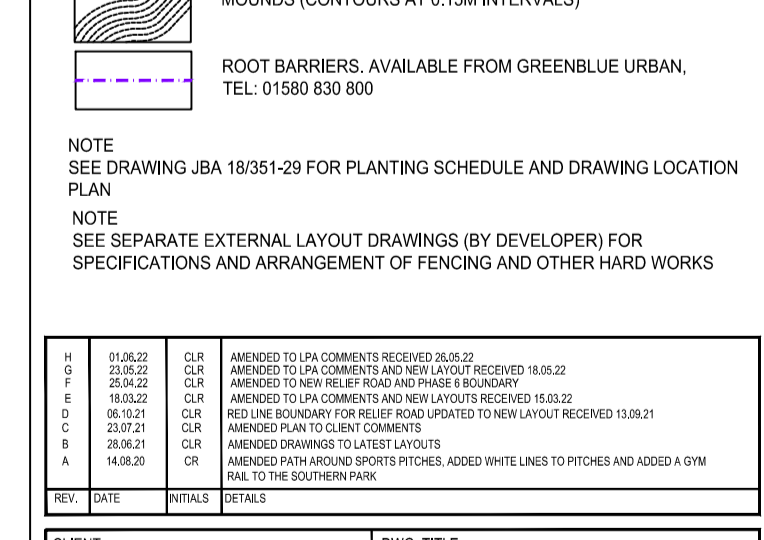 MOUNDS (CONTOURS AT 0.15M INTERVALS)
ROOT BARRIERS. AVAILABLE FROM GREENBLUE URBAN,
TEL: 01580 830 800
NOTE
SEE DRAWING JBA 18/351-29 FOR PLANTING SCHEDULE AND DRAWING LOCATION
PLAN
NOTE
SEE SEPARATE EXTERNAL LAYOUT DRAWINGS (BY DEVELOPER) FOR
SPECIFICATIONS AND ARRANGEMENT OF FENCING AND OTHER HARD WORKS
H 01.06.22 CLR AMENDED TO LPA COMMENTS RECEIVED 26.05.22
G 23.05.22 CLR AMENDED TO LPA COMMENTS AND NEW LAYOUT RECEIVED 18.05.22
F 25.04.22 CLR AMENDED TO NEW RELIEF ROAD AND PHASE 6 BOUNDARY
E 18.03.22 CLR AMENDED TO LPA COMMENTS AND NEW LAYOUTS RECEIVED 15.03.22
D 06.10.21 CLR RED LINE BOUNDARY FOR RELIEF ROAD UPDATED TO NEW LAYOUT RECEIVED 13.09.21
C 23.07.21 CLR AMENDED PLAN TO CLIENT COMMENTS
B 28.06.21 CLR AMENDED DRAWINGS TO LATEST LAYOUTS
A 14.08.20 CR AMENDED PATH AROUND SPORTS PITCHES, ADDED WHITE LINES TO PITCHES AND ADDED A GYM
RAIL TO THE SOUTHERN PARK
REV. DATE INITIALS DETAILS
CLIENT DWG. TITLE